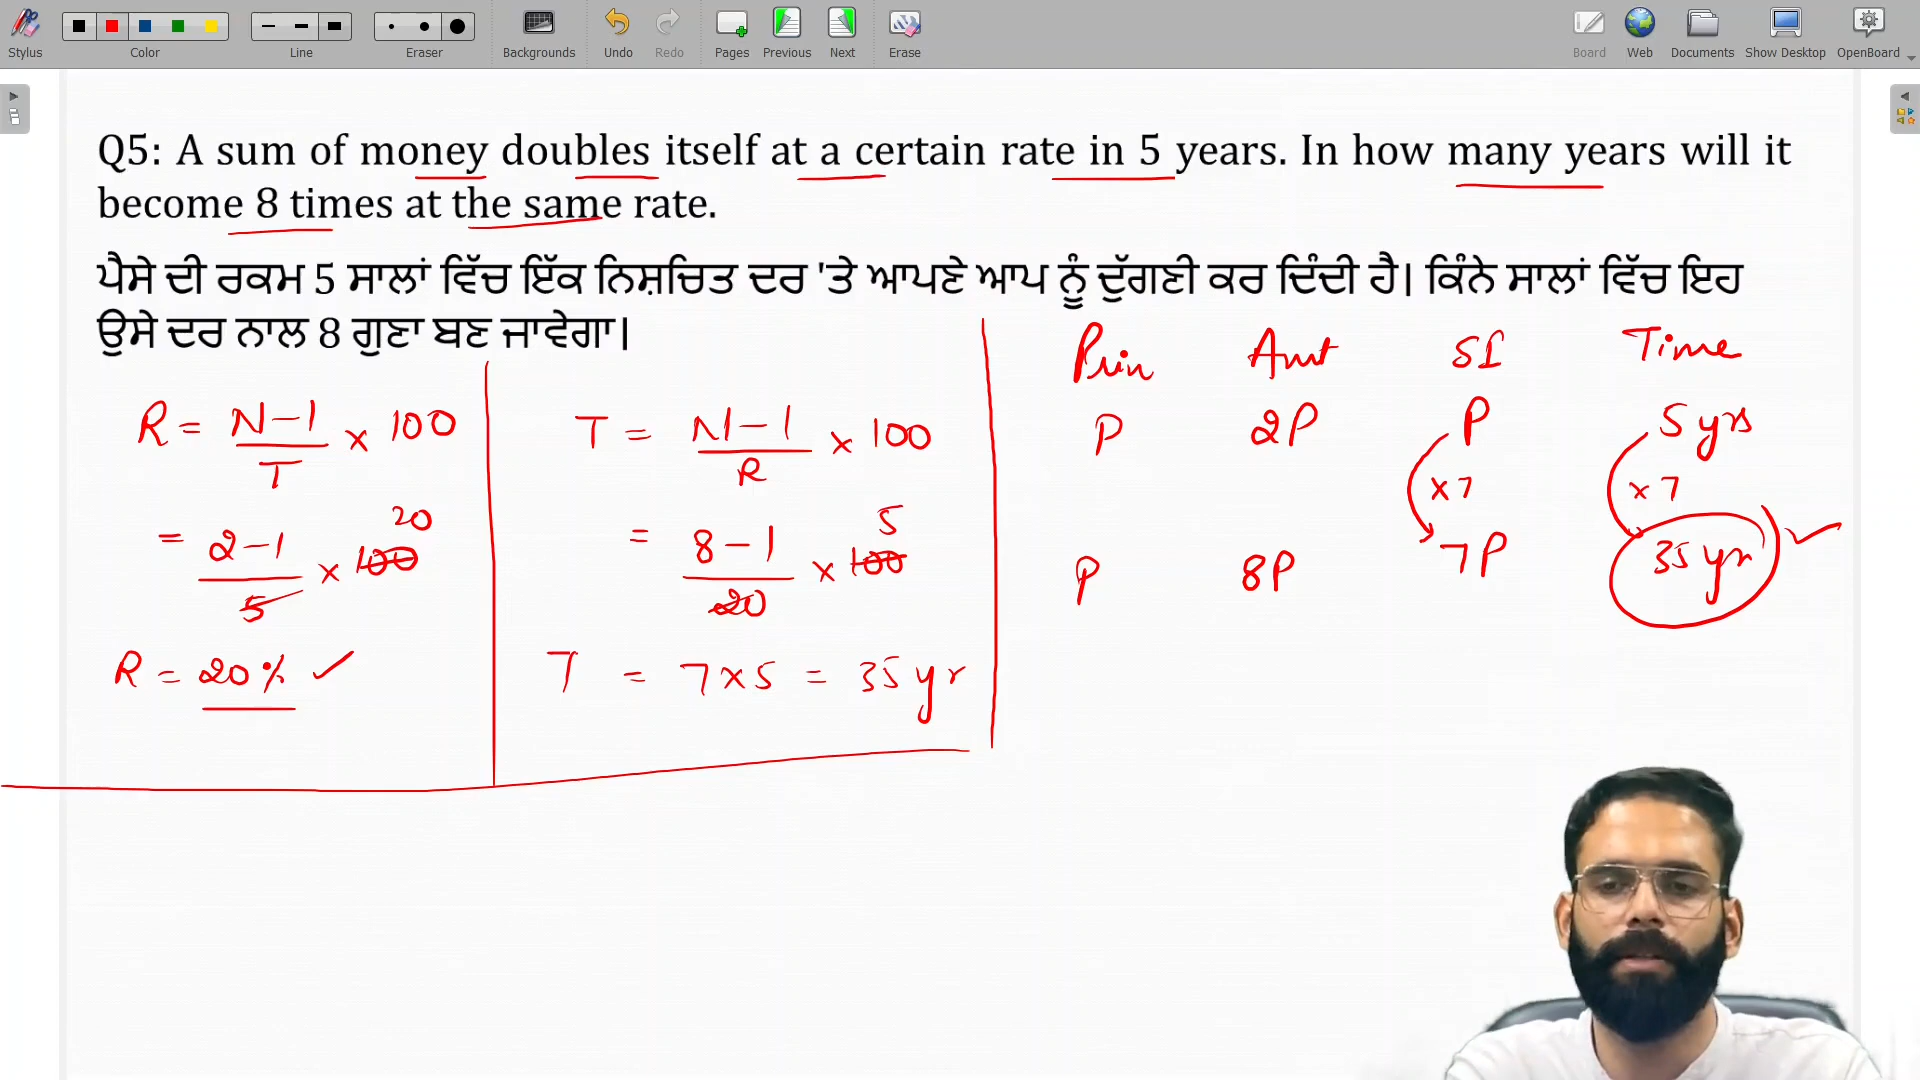 Stylus Color Line Eraser Backgrounds Undo Redo Pages Previous Next Erase Board Web Documents Show Desktop OpenBoard
Q5: A sum of money doubles itself at a certain rate in 5 years. In how many years will it
become 8 times at the same rate.
ਪੈਸੇ ਦੀ ਰਕਮ 5 ਸਾਲਾਂ ਵਿੱਚ ਇੱਕ ਨਿਸ਼ਚਿਤ ਦਰ 'ਤੇ ਆਪਣੇ ਆਪ ਨੂੰ ਦੁੱਗਣੀ ਕਰ ਦਿੰਦੀ ਹੈ। ਕਿੰਨੇ ਸਾਲਾਂ ਵਿੱਚ ਇਹ
ਉਸੇ ਦਰ ਨਾਲ 8 ਗੁਣਾ ਬਣ ਜਾਵੇਗਾ।
R = N-1
T
× 100
20
= 2-1
5
× 100
R = 20% ✓
T = N-1
R
× 100
5
= 8-1
20
× 100
T = 7×5 = 35 yr
Prin Amt SI Time
P 2P P 5 yrs
×7 ×7
P 8P 7P 35 yr ✓